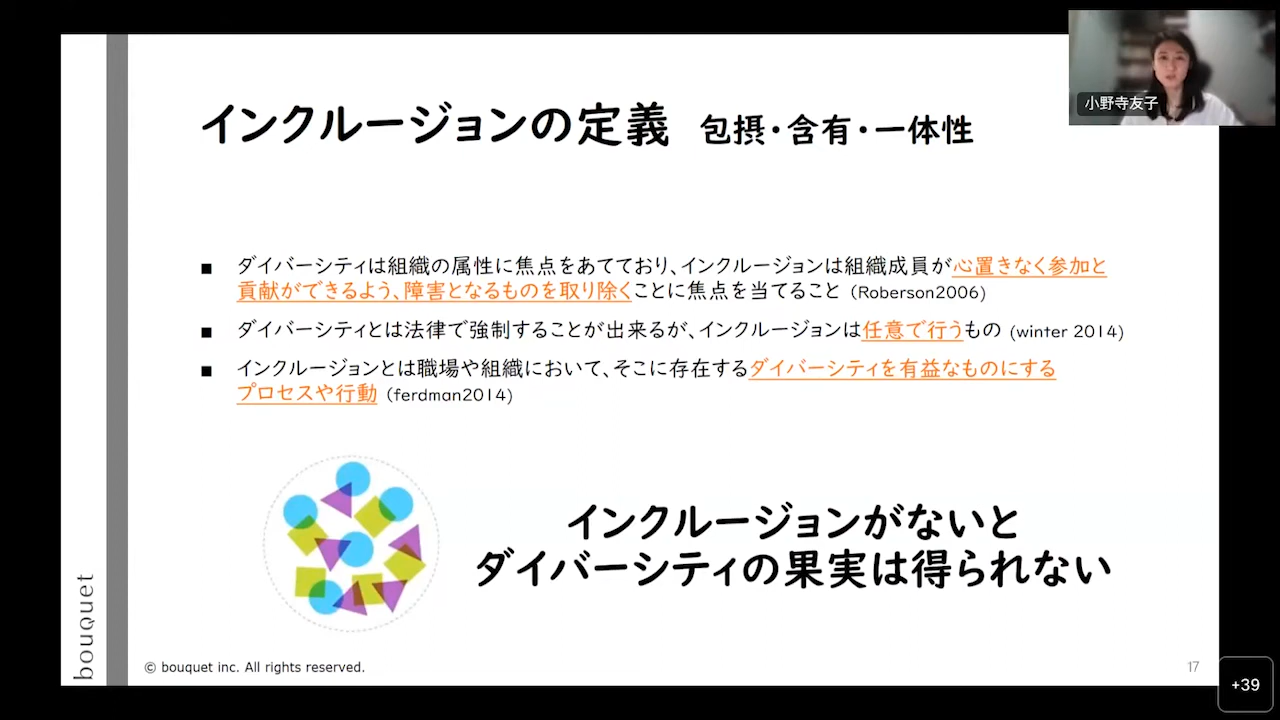 小野寺友子
インクルージョンの定義 包摂・含有・一体性
■ ダイバーシティは組織の属性に焦点をあてており、インクルージョンは組織成員が心置きなく参加と
貢献ができるよう、障害となるものを取り除くことに焦点を当てること (Roberson2006)
■ ダイバーシティとは法律で強制することが出来るが、インクルージョンは任意で行うもの (winter 2014)
■ インクルージョンとは職場や組織において、そこに存在するダイバーシティを有益なものにする
プロセスや行動 (ferdman2014)
インクルージョンがないと
ダイバーシティの果実は得られない
bouquet
© bouquet inc. All rights reserved.
17
+39